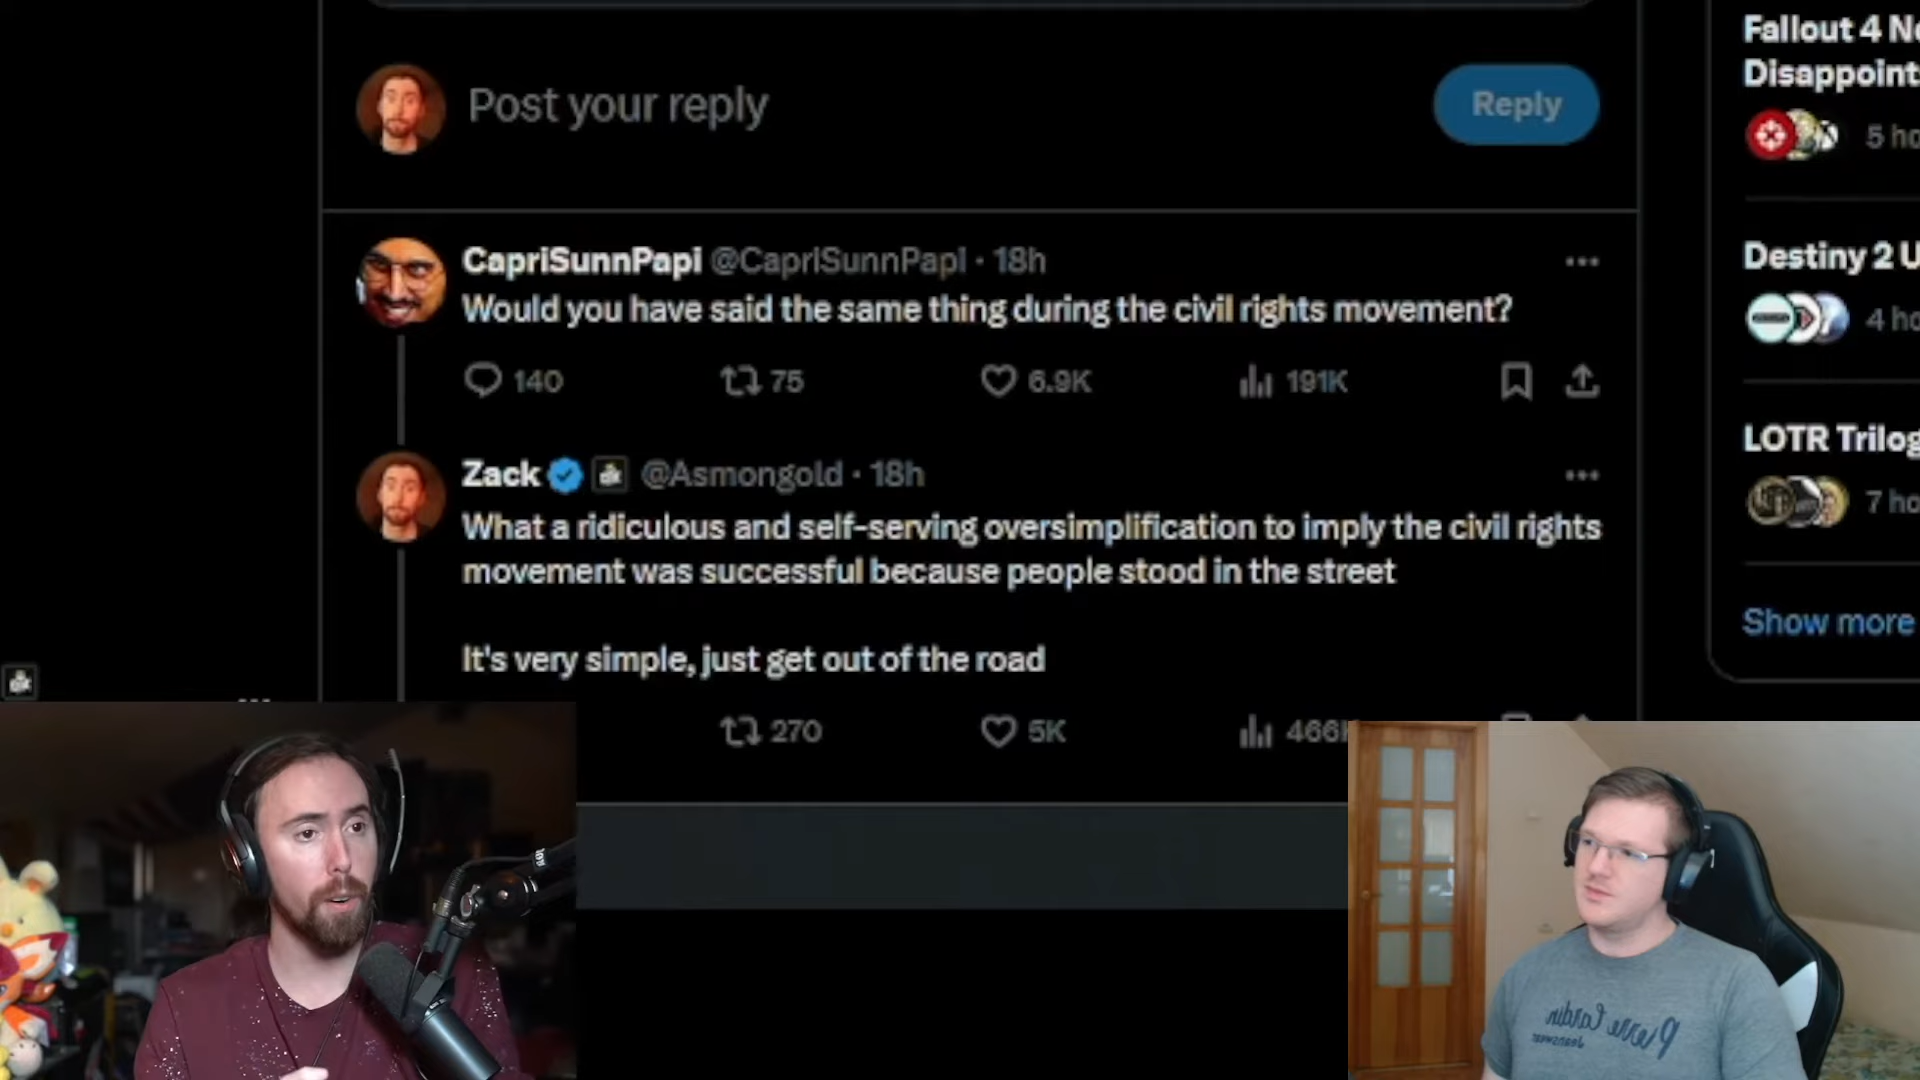 Post your reply
Reply
CapriSunnPapi @CapriSunnPapi · 18h
Would you have said the same thing during the civil rights movement?
140 75 6.9K 191K
Zack @Asmongold · 18h
What a ridiculous and self-serving oversimplification to imply the civil rights
movement was successful because people stood in the street
It's very simple, just get out of the road
270 5K 466
Fallout 4
Disappoint
5
Destiny 2 U
4
LOTR Trilog
7
Show more
Pierre Cardin